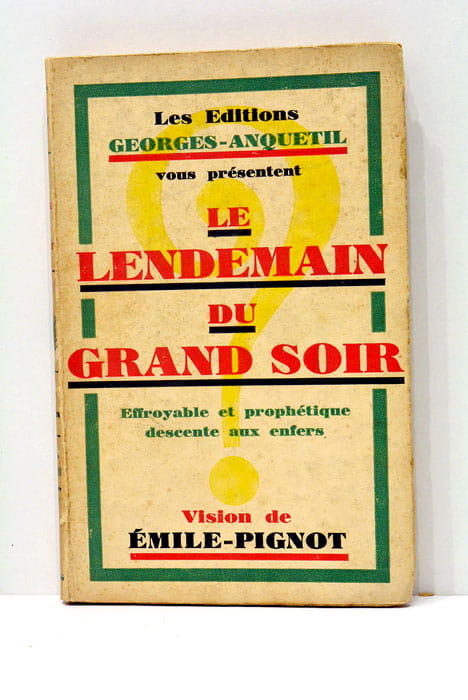 Les Editions
GEORGES-ANQUETIL
vous présentent
LE
LENDEMAIN
DU
GRAND SOIR
Effroyable et prophétique
descente aux enfers
Vision de
ÉMILE-PIGNOT
?